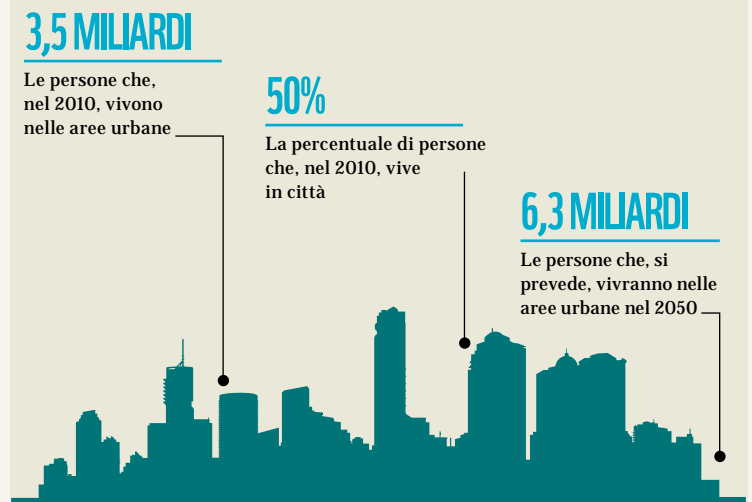 3,5 MILIARDI
Le persone che,
nel 2010, vivono
nelle aree urbane
50%
La percentuale di persone
che, nel 2010, vive
in città
6,3 MILIARDI
Le persone che, si
prevede, vivranno nelle
aree urbane nel 2050